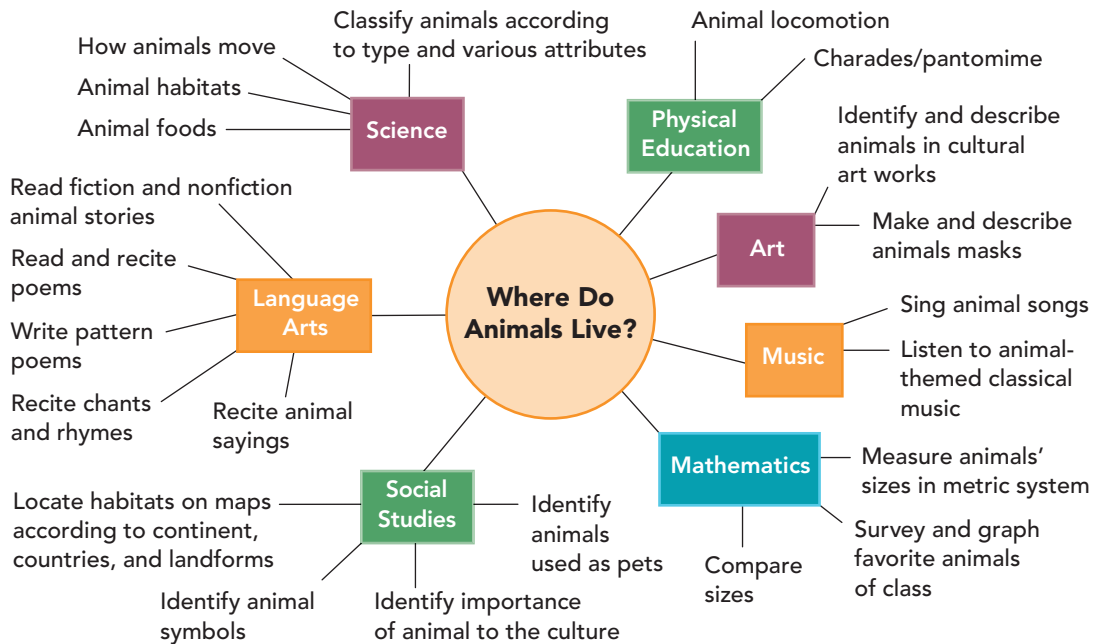 Where Do
Animals Live?
Science
How animals move
Animal habitats
Animal foods
Classify animals according
to type and various attributes
Physical
Education
Animal locomotion
Charades/pantomime
Art
Identify and describe
animals in cultural
art works
Make and describe
animals masks
Music
Sing animal songs
Listen to animal-
themed classical
music
Mathematics
Measure animals’
sizes in metric system
Survey and graph
favorite animals
of class
Compare
sizes
Social
Studies
Identify
animals
used as pets
Identify importance
of animal to the culture
Identify animal
symbols
Locate habitats on maps
according to continent,
countries, and landforms
Language
Arts
Read fiction and nonfiction
animal stories
Read and recite
poems
Write pattern
poems
Recite chants
and rhymes
Recite animal
sayings